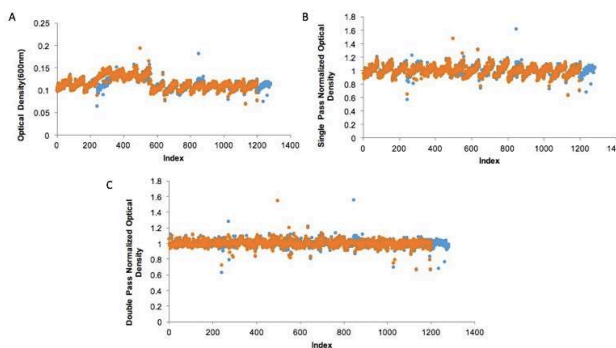 A
Optical Density(600nm)
0.25
0.2
0.15
0.1
0.05
0
0 200 400 600 800 1000 1200 1400
Index
B
Single Pass Normalized Optical
Density
1.8
1.6
1.4
1.2
1
0.8
0.6
0.4
0.2
0
0 200 400 600 800 1000 1200 1400
Index
C
Double Pass Normalized Optical
Density
1.8
1.6
1.4
1.2
1
0.8
0.6
0.4
0.2
0
0 200 400 600 800 1000 1200 1400
Index